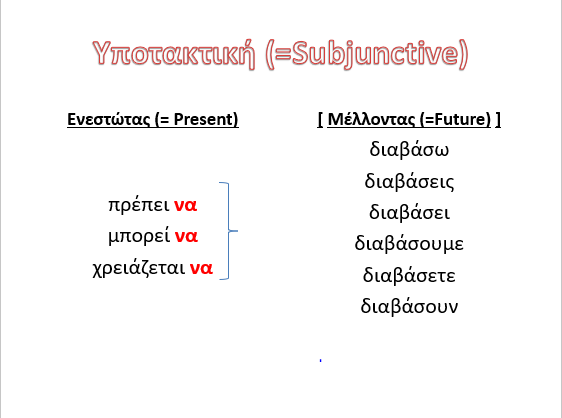 Υποτακτική (=Subjunctive)
Ενεστώτας (= Present)
πρέπει να
μπορεί να
χρειάζεται να
[ Μέλλοντας (=Future) ]
διαβάσω
διαβάσεις
διαβάσει
διαβάσουμε
διαβάσετε
διαβάσουν